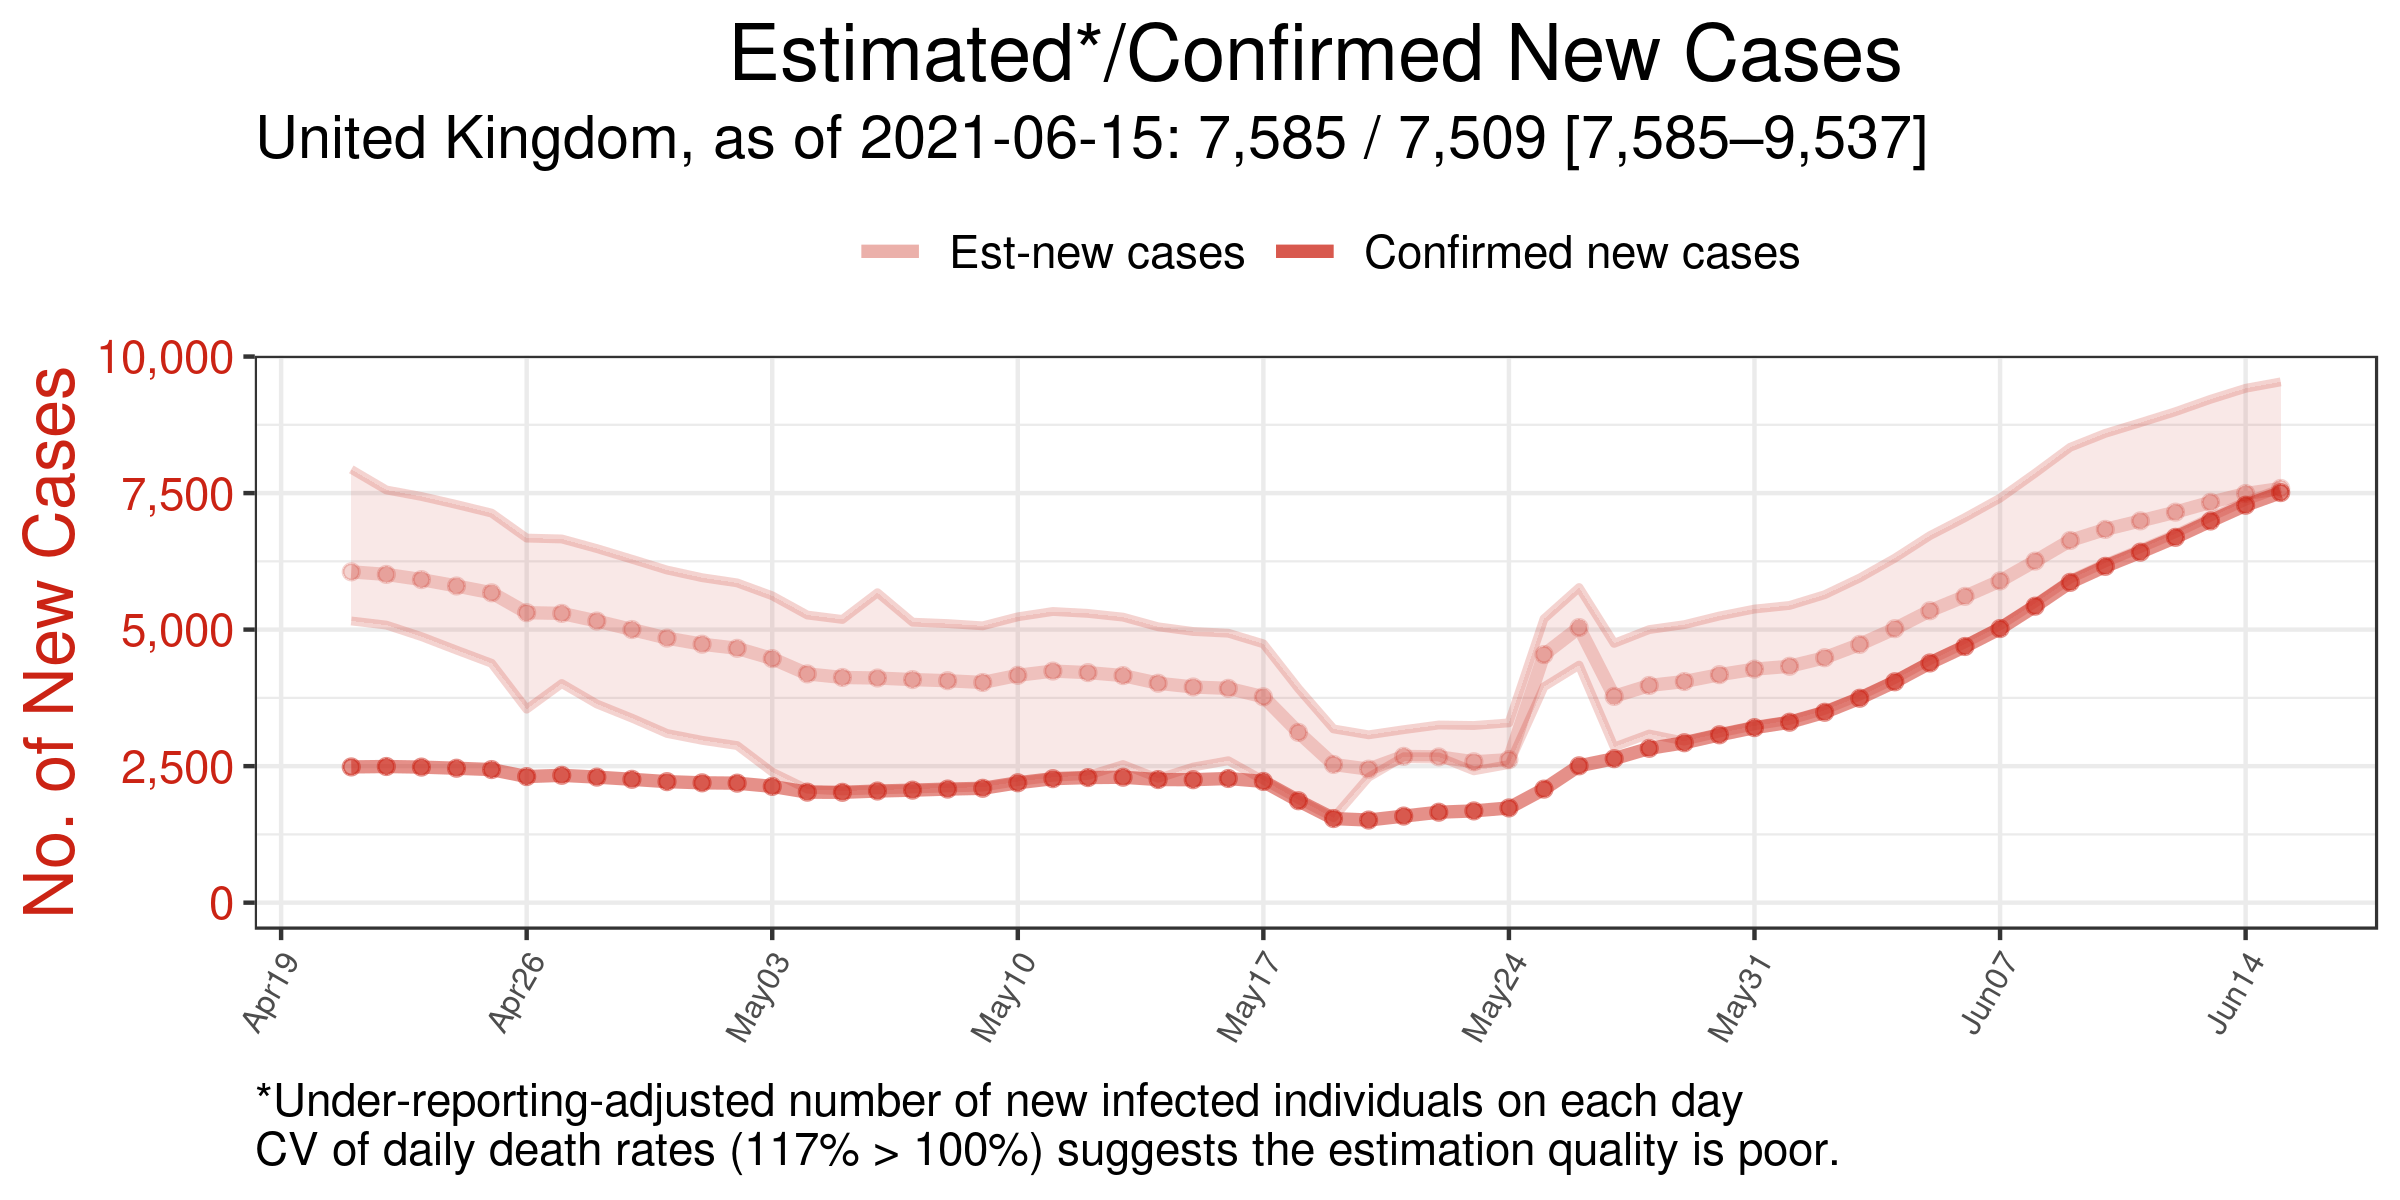 Estimated*/Confirmed New Cases
United Kingdom, as of 2021-06-15: 7,585 / 7,509 [7,585–9,537]
Est-new cases Confirmed new cases
No. of New Cases
10,000
7,500
5,000
2,500
0
Apr19 Apr26 May03 May10 May17 May24 May31 Jun07 Jun14
*Under-reporting-adjusted number of new infected individuals on each day
CV of daily death rates (117% > 100%) suggests the estimation quality is poor.